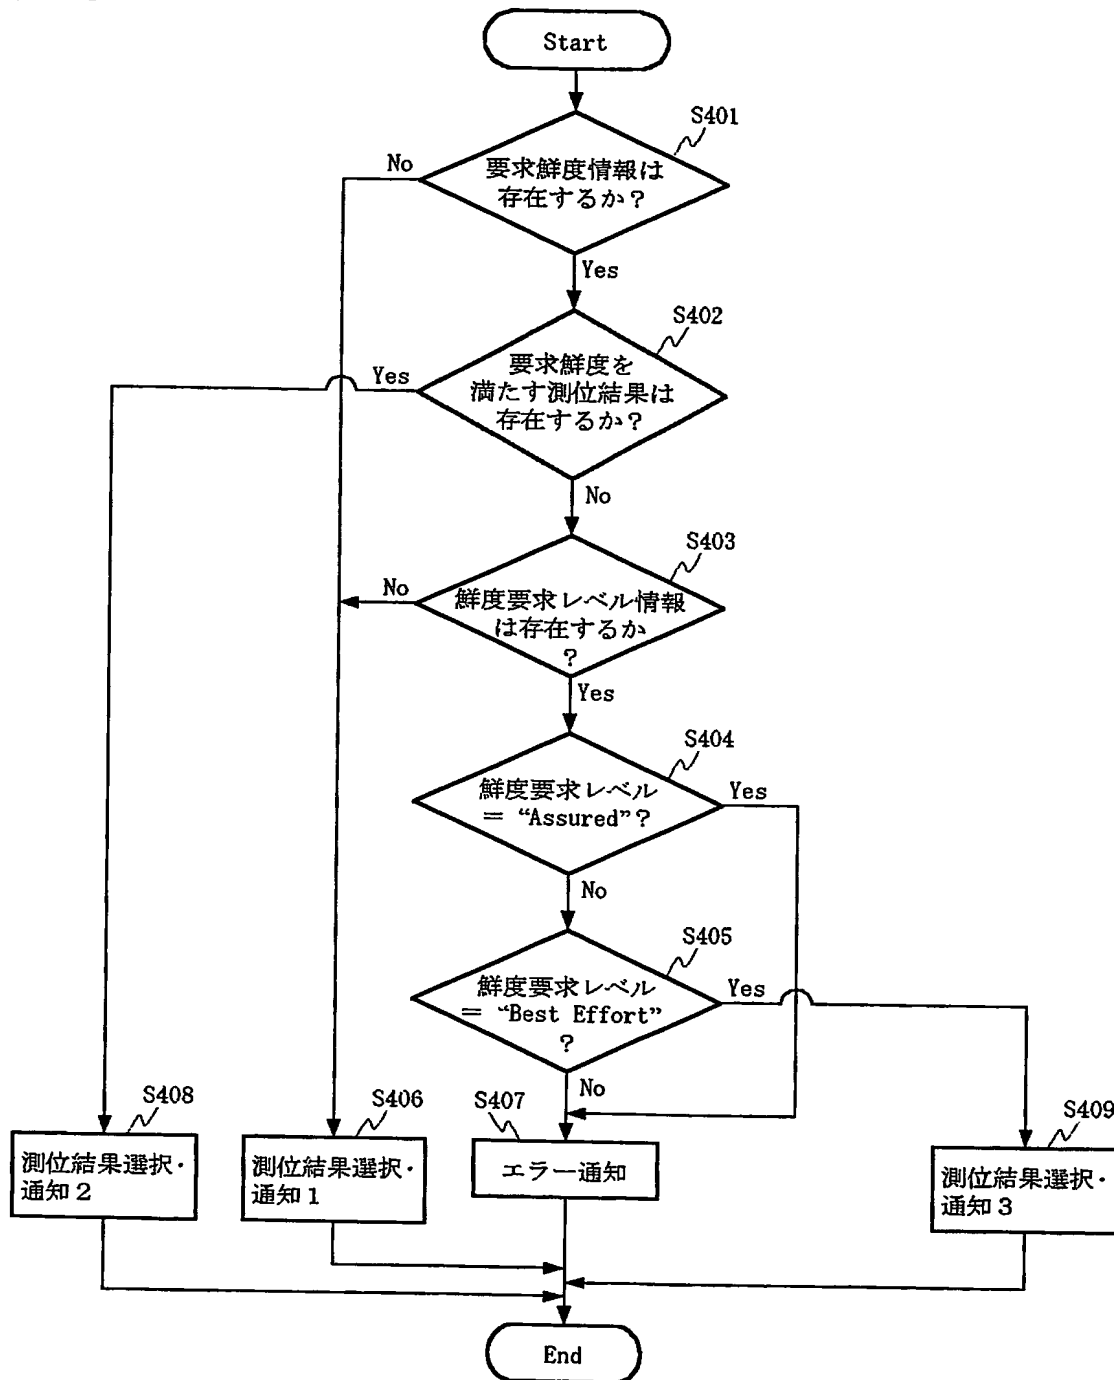 Start
S401
要求鮮度情報は
存在するか？
No
Yes
S402
要求鮮度を
満たす測位結果は
存在するか？
Yes
No
S403
鮮度要求レベル情報
は存在するか
？
No
Yes
S404
鮮度要求レベル
＝ “Assured”？
Yes
No
S405
鮮度要求レベル
＝ “Best Effort”
？
Yes
No
S408
測位結果選択・
通知２
S406
測位結果選択・
通知１
S407
エラー通知
S409
測位結果選択・
通知３
End